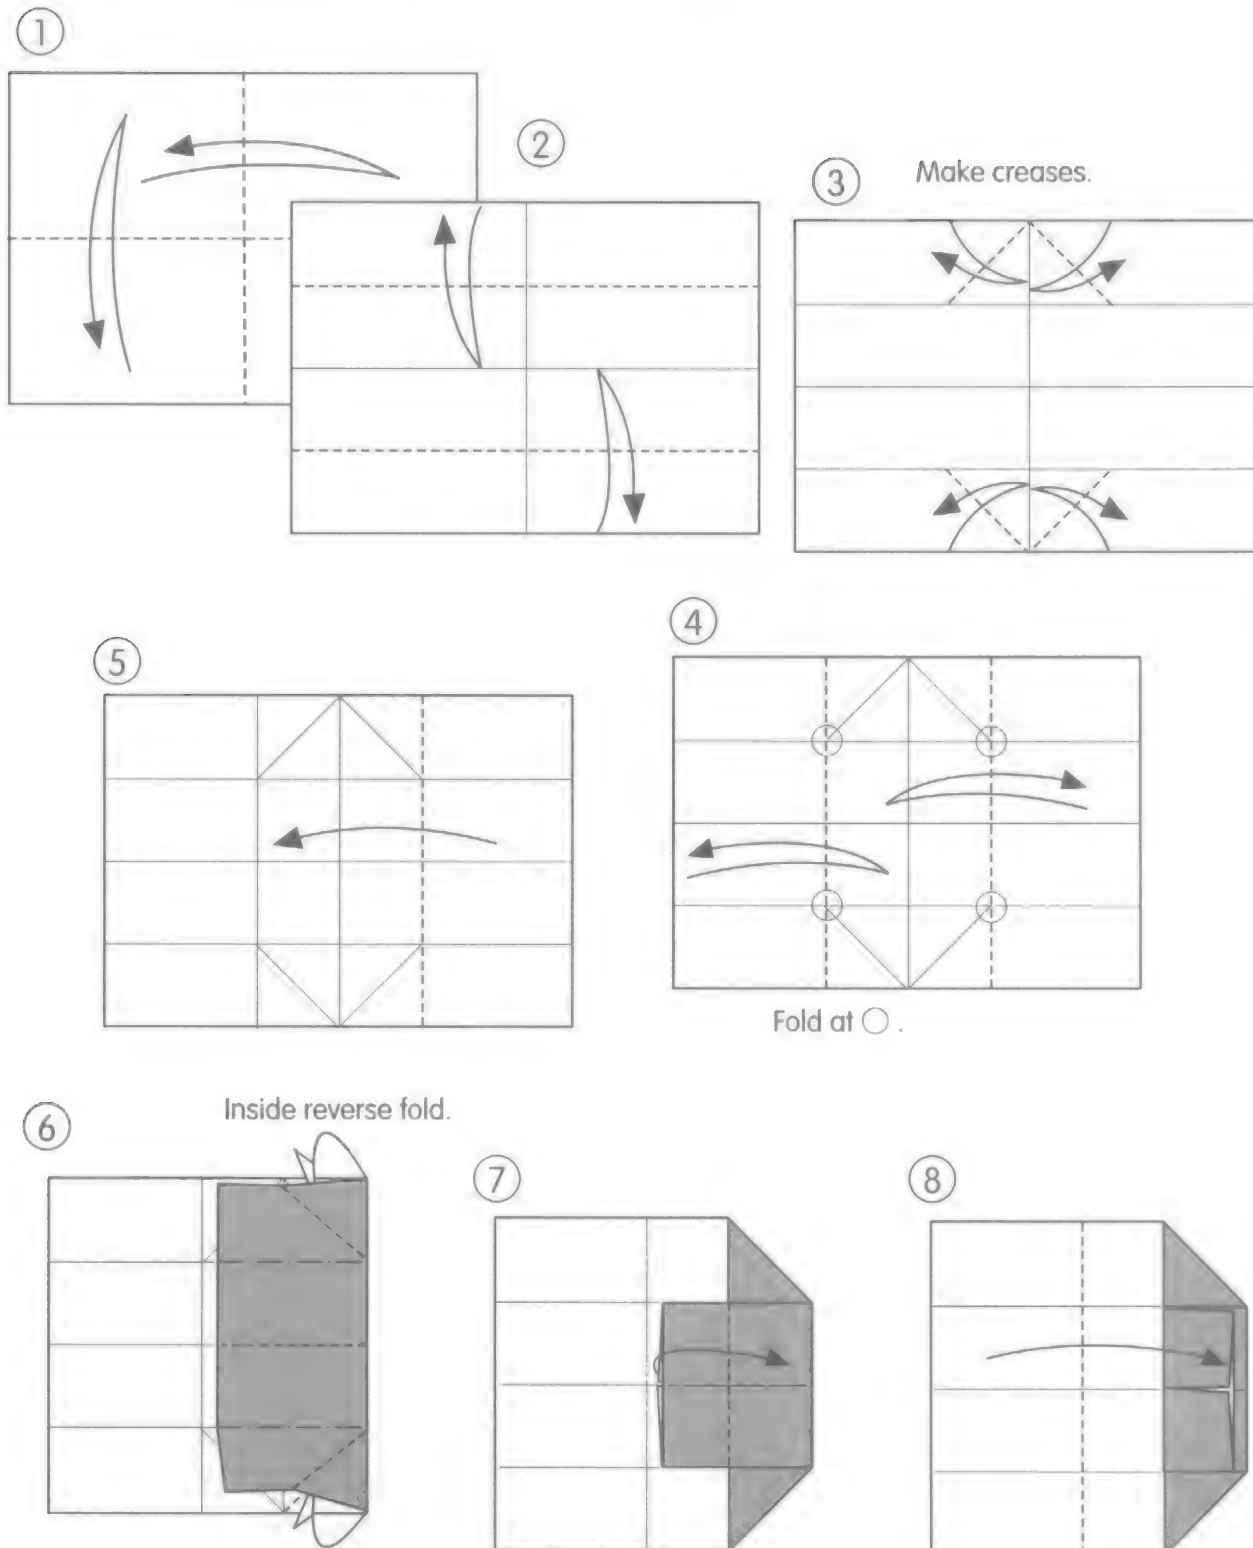 ①
②
③ Make creases.
④
⑤
Fold at ○ .
⑥ Inside reverse fold.
⑦
⑧